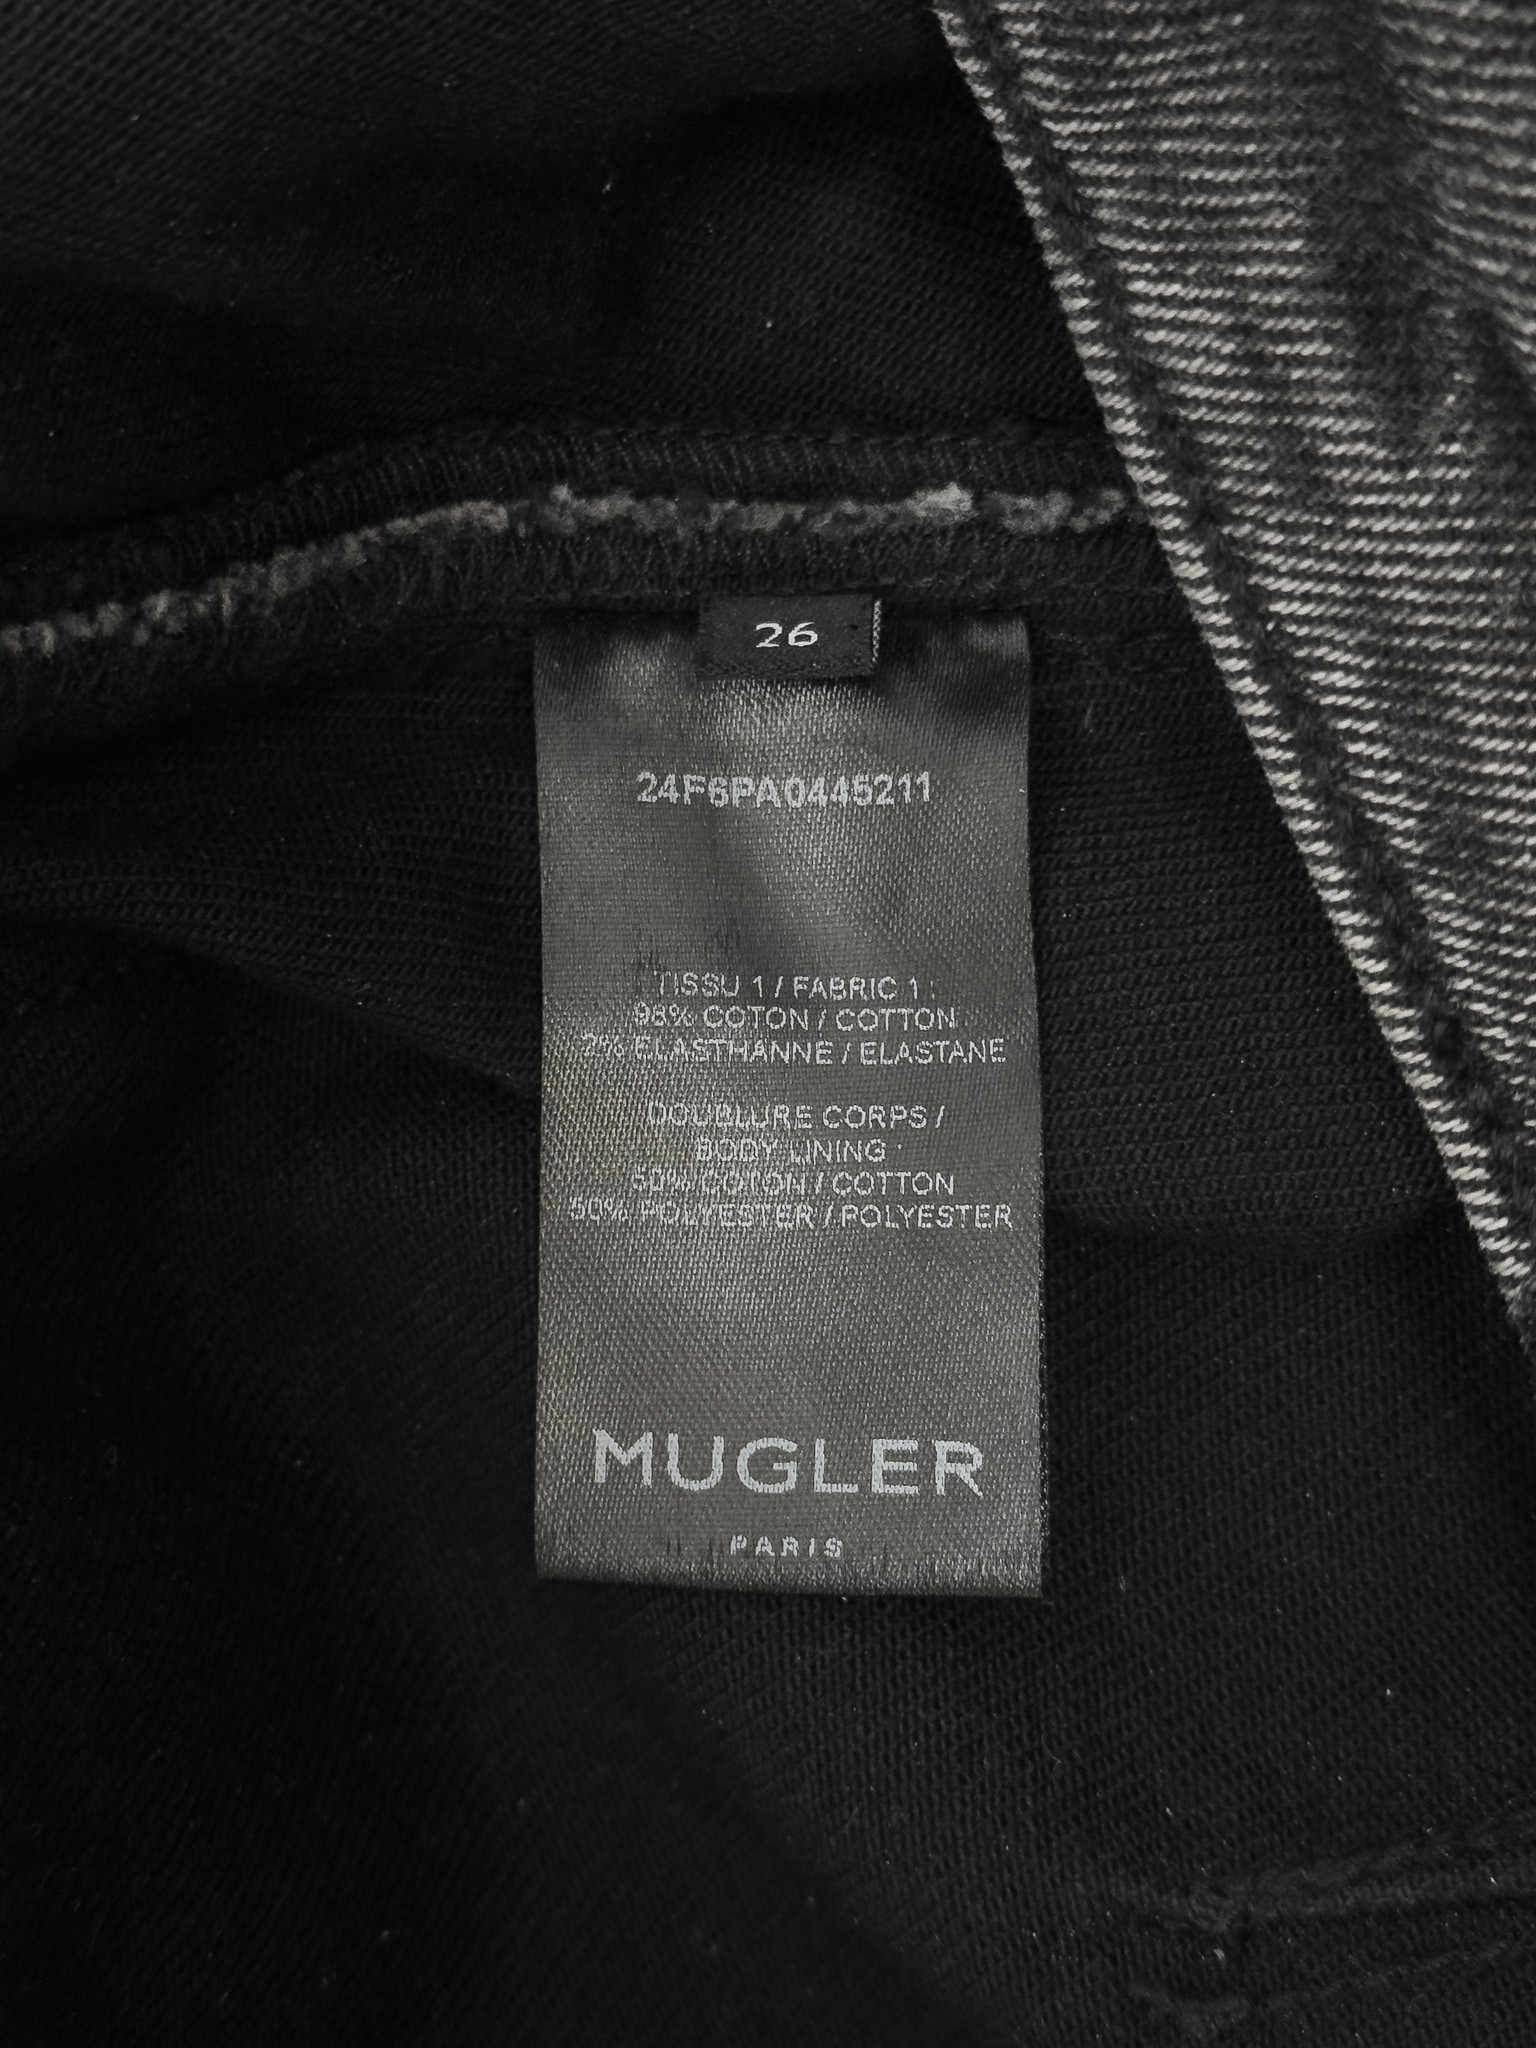 26
24F6PA0445211
TISSU 1 / FABRIC 1 :
98% COTON / COTTON
2% ELASTHANNE / ELASTANE
DOUBLURE CORPS /
BODY LINING :
50% COTON / COTTON
50% POLYESTER / POLYESTER
MUGLER
PARIS